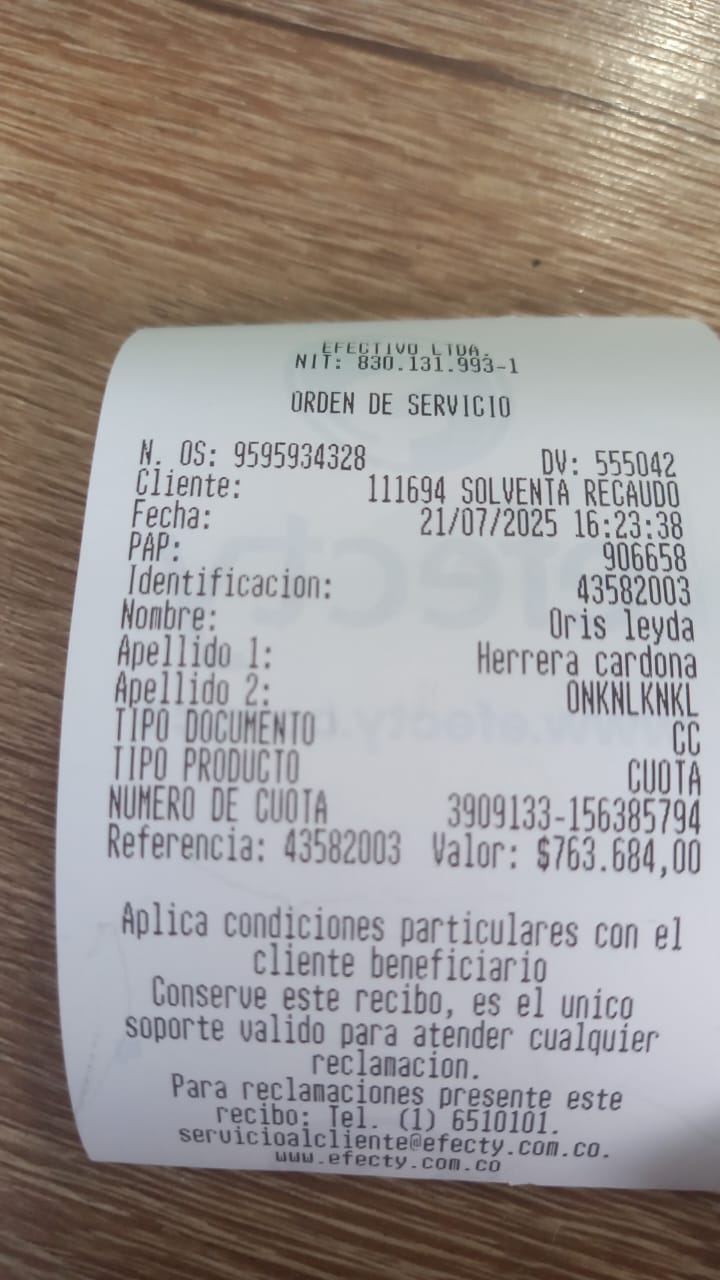 EFECTIVO LTDA.
NIT: 830.131.993-1
ORDEN DE SERVICIO
N. OS: 9595934328 DV: 555042
Cliente: 111694 SOLVENTA RECAUDO
Fecha: 21/07/2025 16:23:38
PAP: 906658
Identificacion: 43582003
Nombre: Oris leyda
Apellido 1: Herrera cardona
Apellido 2: ONKNLKNKL
TIPO DOCUMENTO CC
TIPO PRODUCTO CUOTA
NUMERO DE CUOTA 3909133-156385794
Referencia: 43582003 Valor: $763.684,00
Aplica condiciones particulares con el
cliente beneficiario
Conserve este recibo, es el unico
soporte valido para atender cualquier
reclamacion.
Para reclamaciones presente este
recibo: Tel. (1) 6510101.
servicioalcliente@efecty.com.co.
www.efecty.com.co